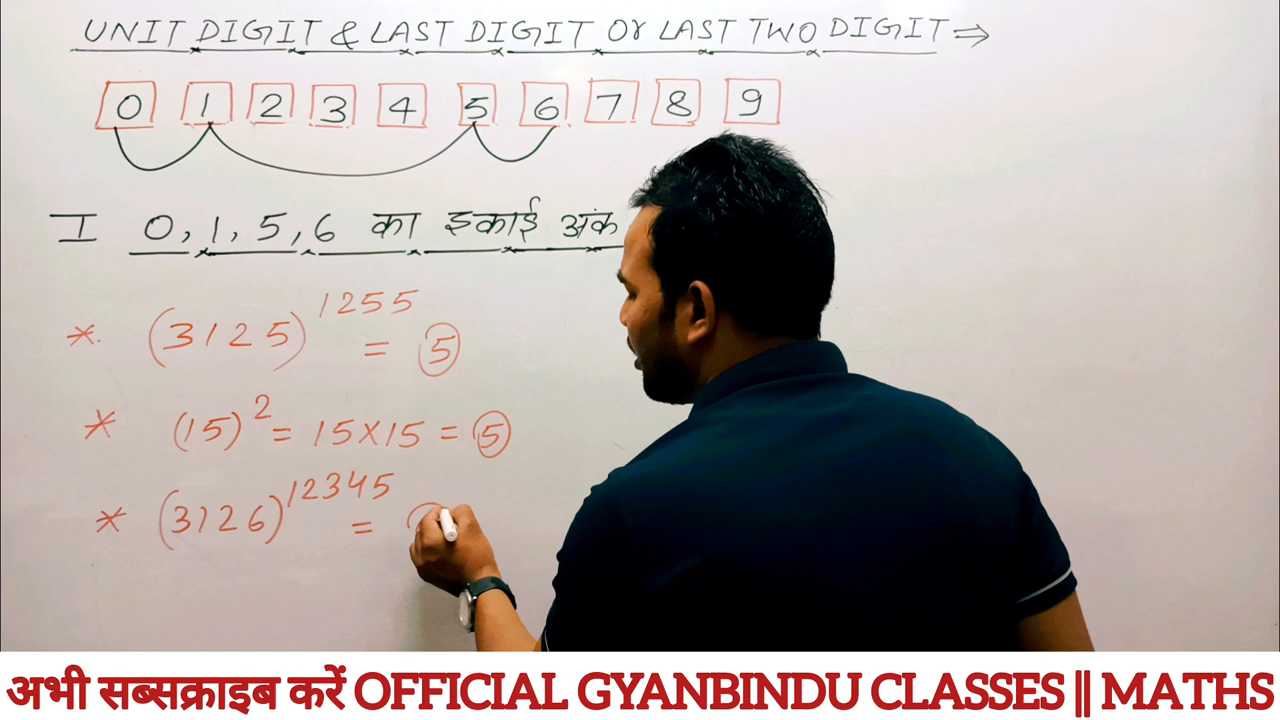 UNIT DIGIT & LAST DIGIT Or LAST TWO DIGIT ⇒
0 1 2 3 4 5 6 7 8 9
I 0, 1, 5, 6 का इकाई अंक
*. (3125)^1255 = 5
* (15)^2 = 15×15 = 5
* (3126)^12345 =
अभी सब्सक्राइब करें OFFICIAL GYANBINDU CLASSES || MATHS